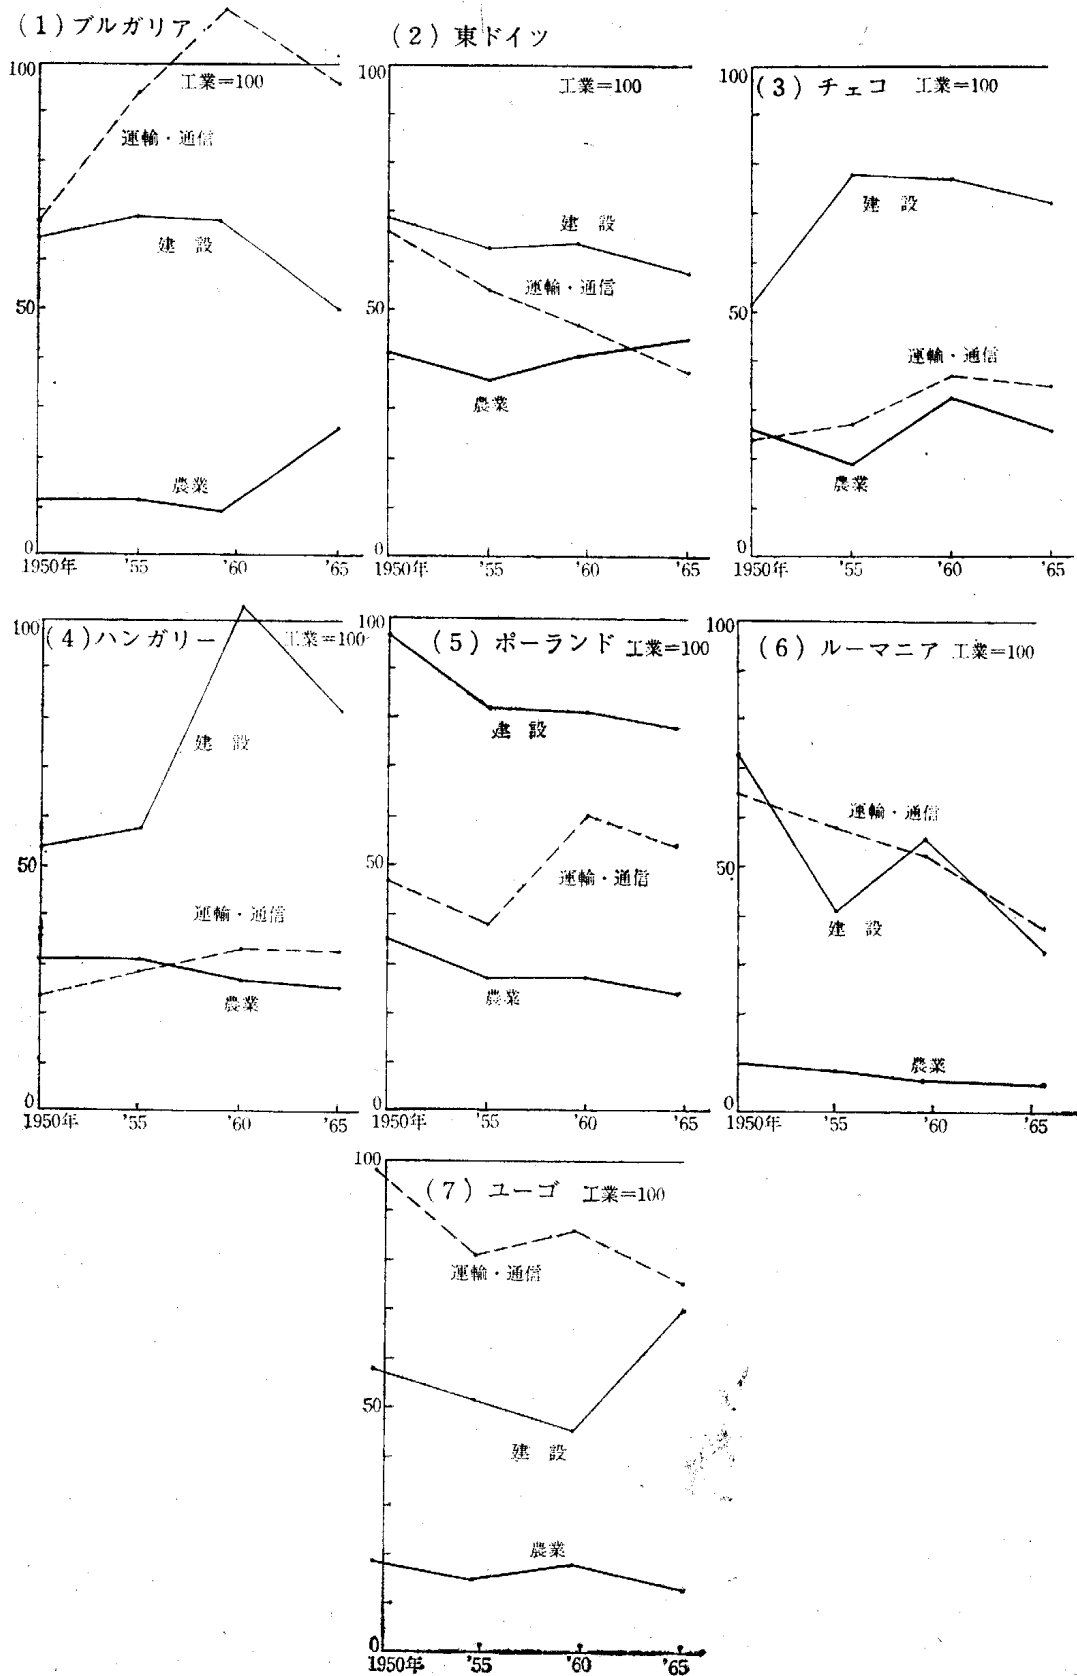 (1)ブルガリア
100
工業=100
運輸・通信
建設
50
農業
0
1950年 '55 '60 '65
(2)東ドイツ
100
工業=100
建設
運輸・通信
50
農業
0
1950年 '55 '60 '65
100
(3)チェコ 工業=100
建設
50
運輸・通信
農業
0
1950年 '55 '60 '65
100
(4)ハンガリー 工業=100
建設
50
運輸・通信
農業
0
1950年 '55 '60 '65
100
(5)ポーランド 工業=100
建設
50
運輸・通信
農業
0
1950年 '55 '60 '65
100
(6)ルーマニア 工業=100
運輸・通信
50
建設
農業
0
1950年 '55 '60 '65
100
(7)ユーゴ 工業=100
運輸・通信
50
建設
農業
0
1950年 '55 '60 '65